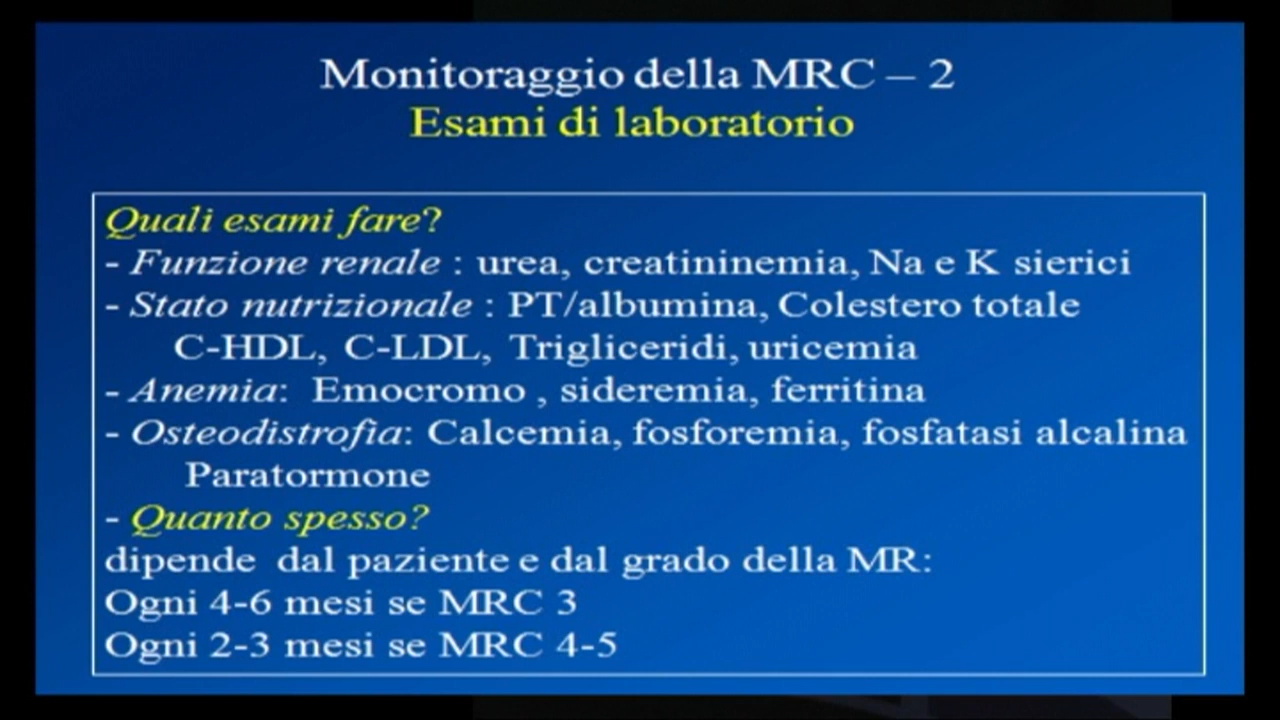 Monitoraggio della MRC – 2
Esami di laboratorio
Quali esami fare?
- Funzione renale : urea, creatininemia, Na e K sierici
- Stato nutrizionale : PT/albumina, Colestero totale
C-HDL, C-LDL, Trigliceridi, uricemia
- Anemia: Emocromo , sideremia, ferritina
- Osteodistrofia: Calcemia, fosforemia, fosfatasi alcalina
Paratormone
- Quanto spesso?
dipende dal paziente e dal grado della MR:
Ogni 4-6 mesi se MRC 3
Ogni 2-3 mesi se MRC 4-5